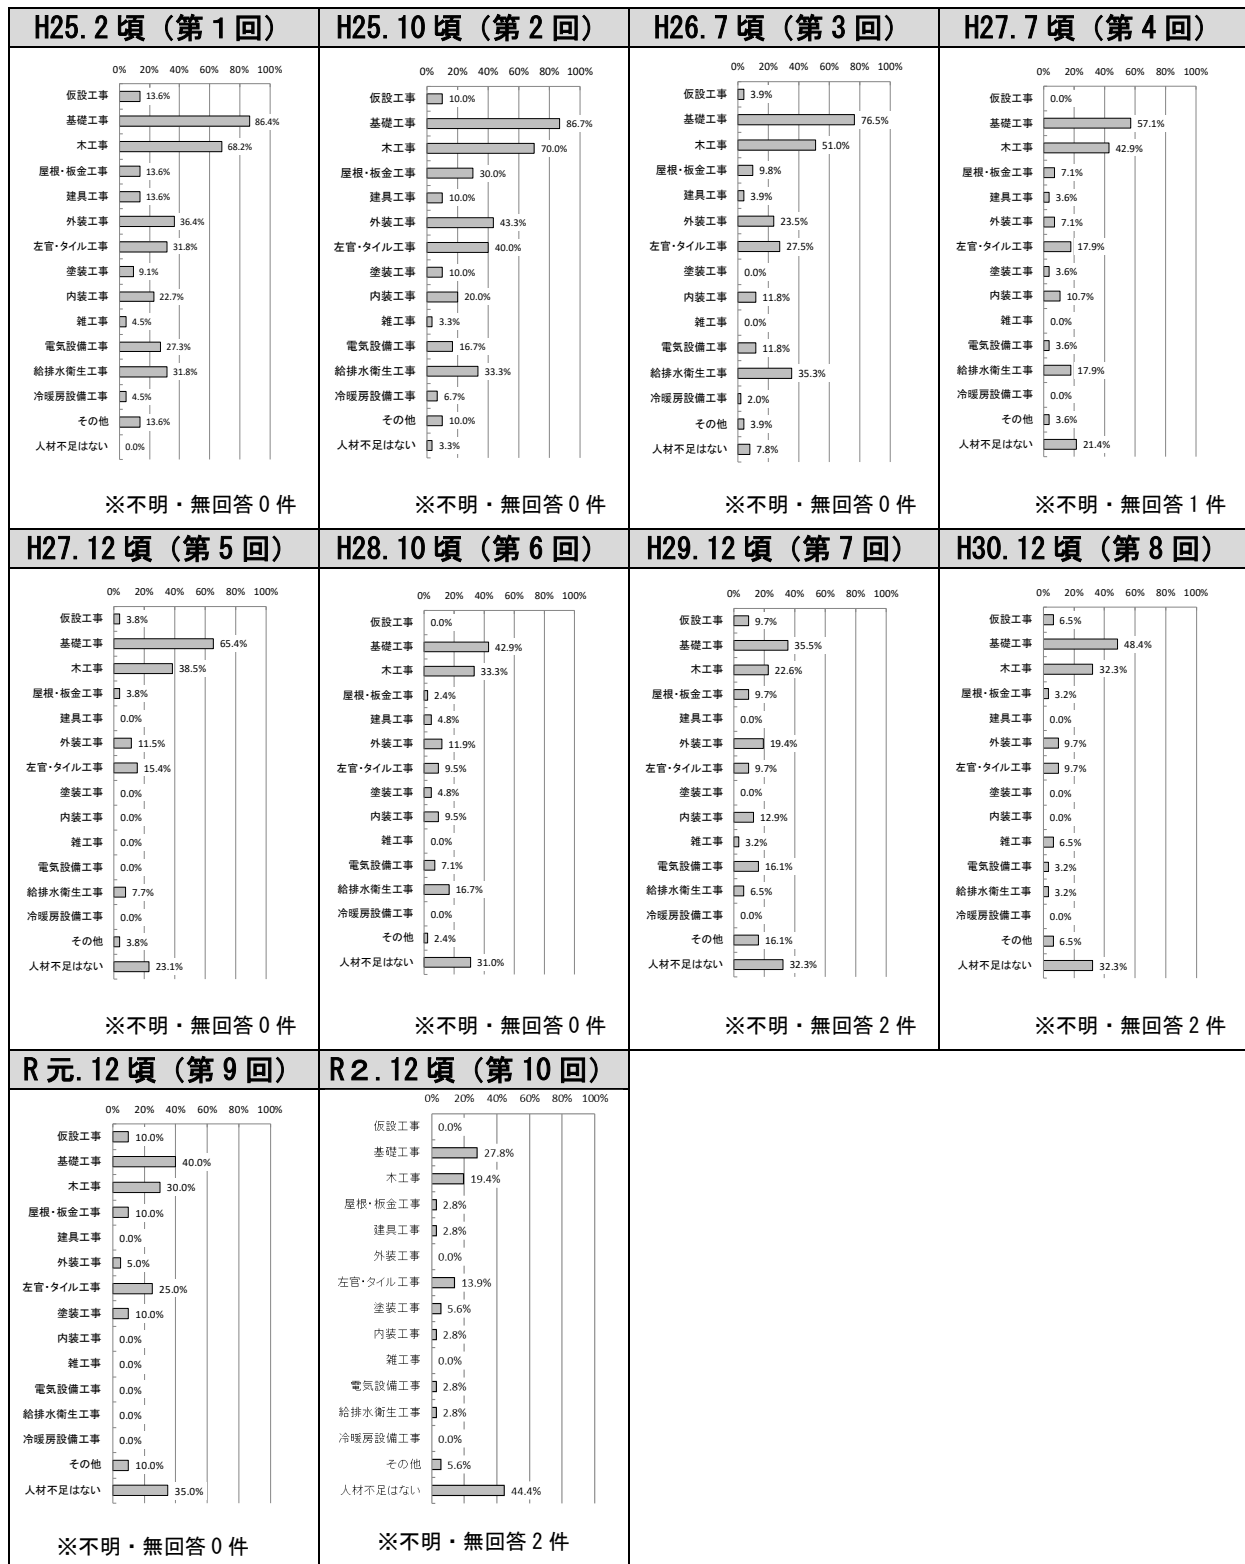 H25.2頃（第1回）
0% 20% 40% 60% 80% 100%
仮設工事 13.6%
基礎工事 86.4%
木工事 68.2%
屋根・板金工事 13.6%
建具工事 13.6%
外装工事 36.4%
左官・タイル工事 31.8%
塗装工事 9.1%
内装工事 22.7%
雑工事 4.5%
電気設備工事 27.3%
給排水衛生工事 31.8%
冷暖房設備工事 4.5%
その他 13.6%
人材不足はない 0.0%
※不明・無回答0件
H25.10頃（第2回）
0% 20% 40% 60% 80% 100%
仮設工事 10.0%
基礎工事 86.7%
木工事 70.0%
屋根・板金工事 30.0%
建具工事 10.0%
外装工事 43.3%
左官・タイル工事 40.0%
塗装工事 10.0%
内装工事 20.0%
雑工事 3.3%
電気設備工事 16.7%
給排水衛生工事 33.3%
冷暖房設備工事 6.7%
その他 10.0%
人材不足はない 3.3%
※不明・無回答0件
H26.7頃（第3回）
0% 20% 40% 60% 80% 100%
仮設工事 3.9%
基礎工事 76.5%
木工事 51.0%
屋根・板金工事 9.8%
建具工事 3.9%
外装工事 23.5%
左官・タイル工事 27.5%
塗装工事 0.0%
内装工事 11.8%
雑工事 0.0%
電気設備工事 11.8%
給排水衛生工事 35.3%
冷暖房設備工事 2.0%
その他 3.9%
人材不足はない 7.8%
※不明・無回答0件
H27.7頃（第4回）
0% 20% 40% 60% 80% 100%
仮設工事 0.0%
基礎工事 57.1%
木工事 42.9%
屋根・板金工事 7.1%
建具工事 3.6%
外装工事 7.1%
左官・タイル工事 17.9%
塗装工事 3.6%
内装工事 10.7%
雑工事 0.0%
電気設備工事 3.6%
給排水衛生工事 17.9%
冷暖房設備工事 0.0%
その他 3.6%
人材不足はない 21.4%
※不明・無回答1件
H27.12頃（第5回）
0% 20% 40% 60% 80% 100%
仮設工事 3.8%
基礎工事 65.4%
木工事 38.5%
屋根・板金工事 3.8%
建具工事 0.0%
外装工事 11.5%
左官・タイル工事 15.4%
塗装工事 0.0%
内装工事 0.0%
雑工事 0.0%
電気設備工事 0.0%
給排水衛生工事 7.7%
冷暖房設備工事 0.0%
その他 3.8%
人材不足はない 23.1%
※不明・無回答0件
H28.10頃（第6回）
0% 20% 40% 60% 80% 100%
仮設工事 0.0%
基礎工事 42.9%
木工事 33.3%
屋根・板金工事 2.4%
建具工事 4.8%
外装工事 11.9%
左官・タイル工事 9.5%
塗装工事 4.8%
内装工事 9.5%
雑工事 0.0%
電気設備工事 7.1%
給排水衛生工事 16.7%
冷暖房設備工事 0.0%
その他 2.4%
人材不足はない 31.0%
※不明・無回答0件
H29.12頃（第7回）
0% 20% 40% 60% 80% 100%
仮設工事 9.7%
基礎工事 35.5%
木工事 22.6%
屋根・板金工事 9.7%
建具工事 0.0%
外装工事 19.4%
左官・タイル工事 9.7%
塗装工事 0.0%
内装工事 12.9%
雑工事 3.2%
電気設備工事 16.1%
給排水衛生工事 6.5%
冷暖房設備工事 0.0%
その他 16.1%
人材不足はない 32.3%
※不明・無回答2件
H30.12頃（第8回）
0% 20% 40% 60% 80% 100%
仮設工事 6.5%
基礎工事 48.4%
木工事 32.3%
屋根・板金工事 3.2%
建具工事 0.0%
外装工事 9.7%
左官・タイル工事 9.7%
塗装工事 0.0%
内装工事 0.0%
雑工事 6.5%
電気設備工事 3.2%
給排水衛生工事 3.2%
冷暖房設備工事 0.0%
その他 6.5%
人材不足はない 32.3%
※不明・無回答2件
R元.12頃（第9回）
0% 20% 40% 60% 80% 100%
仮設工事 10.0%
基礎工事 40.0%
木工事 30.0%
屋根・板金工事 10.0%
建具工事 0.0%
外装工事 5.0%
左官・タイル工事 25.0%
塗装工事 10.0%
内装工事 0.0%
雑工事 0.0%
電気設備工事 0.0%
給排水衛生工事 0.0%
冷暖房設備工事 0.0%
その他 10.0%
人材不足はない 35.0%
※不明・無回答0件
R２.12頃（第10回）
0% 20% 40% 60% 80% 100%
仮設工事 0.0%
基礎工事 27.8%
木工事 19.4%
屋根・板金工事 2.8%
建具工事 2.8%
外装工事 0.0%
左官・タイル工事 13.9%
塗装工事 5.6%
内装工事 2.8%
雑工事 0.0%
電気設備工事 2.8%
給排水衛生工事 2.8%
冷暖房設備工事 0.0%
その他 5.6%
人材不足はない 44.4%
※不明・無回答2件